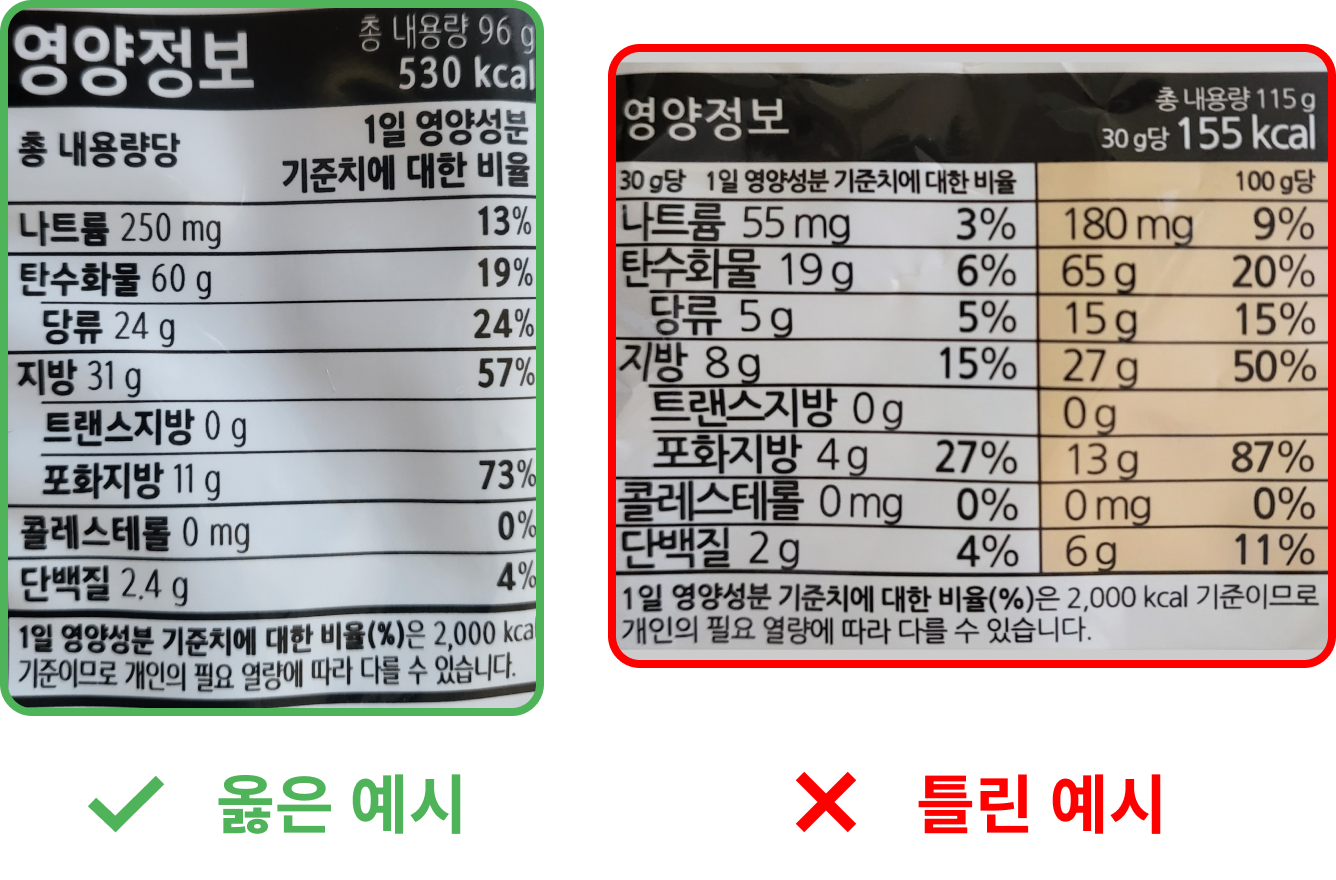 영양정보
총 내용량 96 g
530 kcal
총 내용량당
1일 영양성분
기준치에 대한 비율
나트륨 250 mg 13%
탄수화물 60 g 19%
당류 24 g 24%
지방 31 g 57%
트랜스지방 0 g
포화지방 11 g 73%
콜레스테롤 0 mg 0%
단백질 2.4 g 4%
1일 영양성분 기준치에 대한 비율(%)은 2,000 kcal
기준이므로 개인의 필요 열량에 따라 다를 수 있습니다.
옳은 예시
영양정보
총 내용량 115 g
30 g당 155 kcal
30 g당 1일 영양성분 기준치에 대한 비율 100 g당
나트륨 55 mg 3% 180 mg 9%
탄수화물 19 g 6% 65 g 20%
당류 5 g 5% 15 g 15%
지방 8 g 15% 27 g 50%
트랜스지방 0 g 0 g
포화지방 4 g 27% 13 g 87%
콜레스테롤 0 mg 0% 0 mg 0%
단백질 2 g 4% 6 g 11%
1일 영양성분 기준치에 대한 비율(%)은 2,000 kcal 기준이므로
개인의 필요 열량에 따라 다를 수 있습니다.
틀린 예시